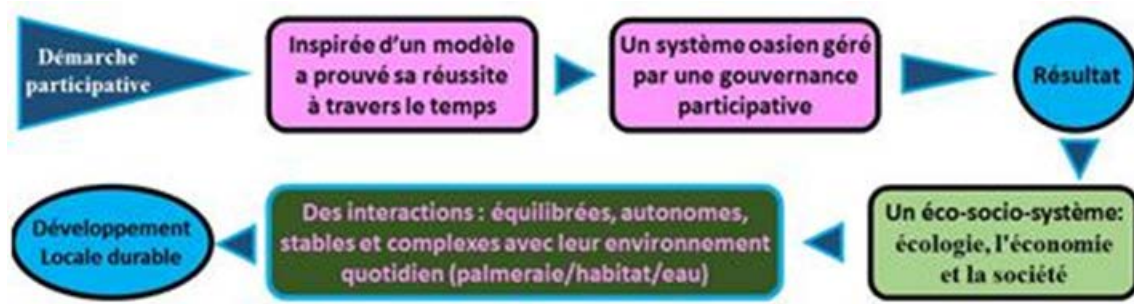 Démarche
participative
Inspirée d'un modèle
a prouvé sa réussite
à travers le temps
Un système oasien géré
par une gouvernance
participative
Résultat
Un éco-socio-système:
écologie, l'économie
et la société
Des interactions : équilibrées, autonomes,
stables et complexes avec leur environnement
quotidien (palmeraie/habitat/eau)
Développement
Locale durable